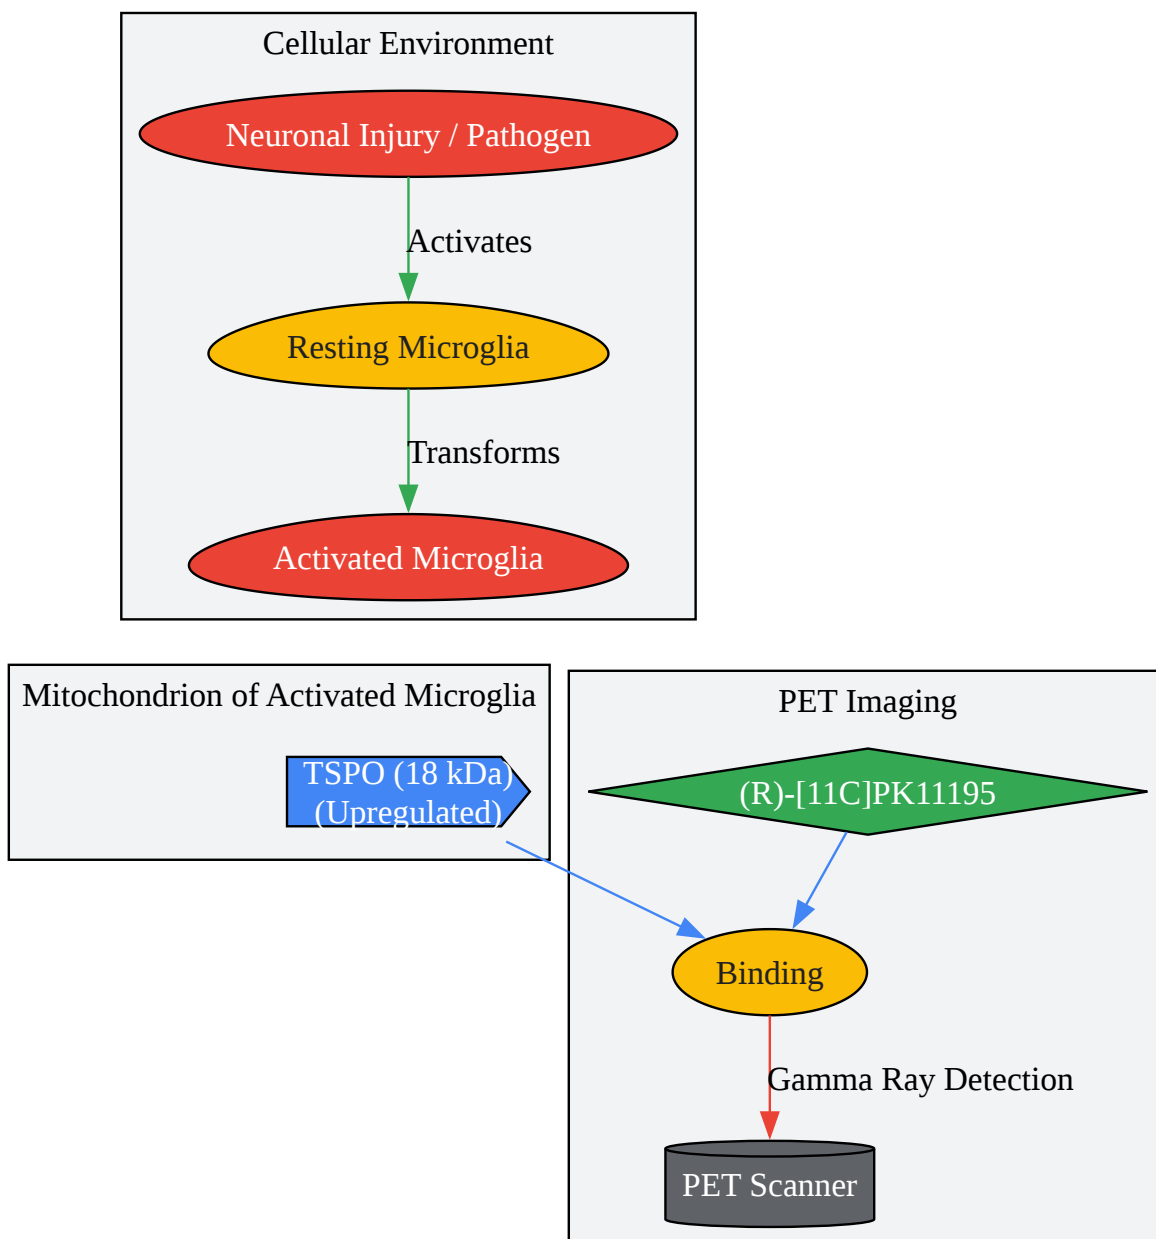 Cellular Environment
Neuronal Injury / Pathogen
Activates
Resting Microglia
Transforms
Activated Microglia
Mitochondrion of Activated Microglia
TSPO (18 kDa)
(Upregulated)
PET Imaging
(R)-[11C]PK11195
Binding
Gamma Ray Detection
PET Scanner